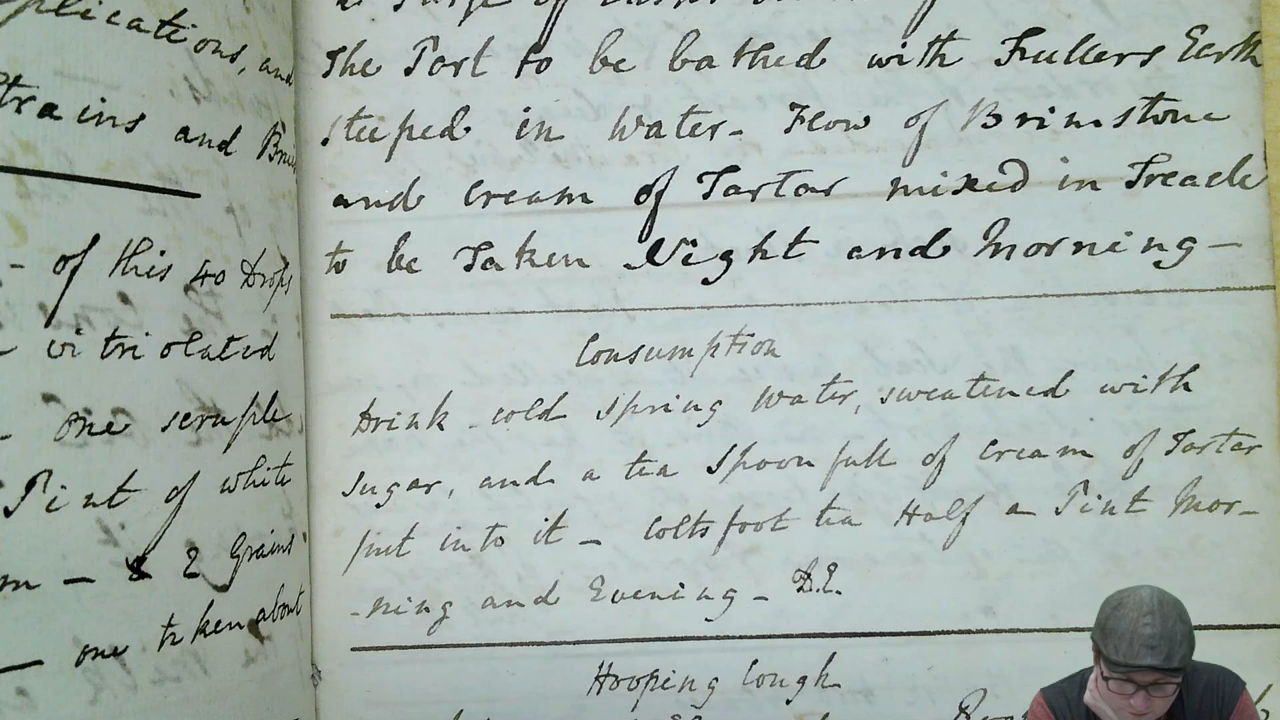 plications, and
trains and
- of this 40 Drops
- vitriolated
- one scruple
Pint of white
m - & 2 Grains
- one taken about
a Purge of
The Part to be bathed with Fullers Earth
steeped in Water - Flow of Brimstone
and Cream of Tartar mixed in Treacle
to be Taken Night and Morning -
Consumption
Drink cold Spring Water, sweatened with
Sugar, and a tea Spoon full of Cream of Tartar
put into it - Coltsfoot tea Half a Pint Mor-
-ning and Evening - D.E.
Hooping Cough